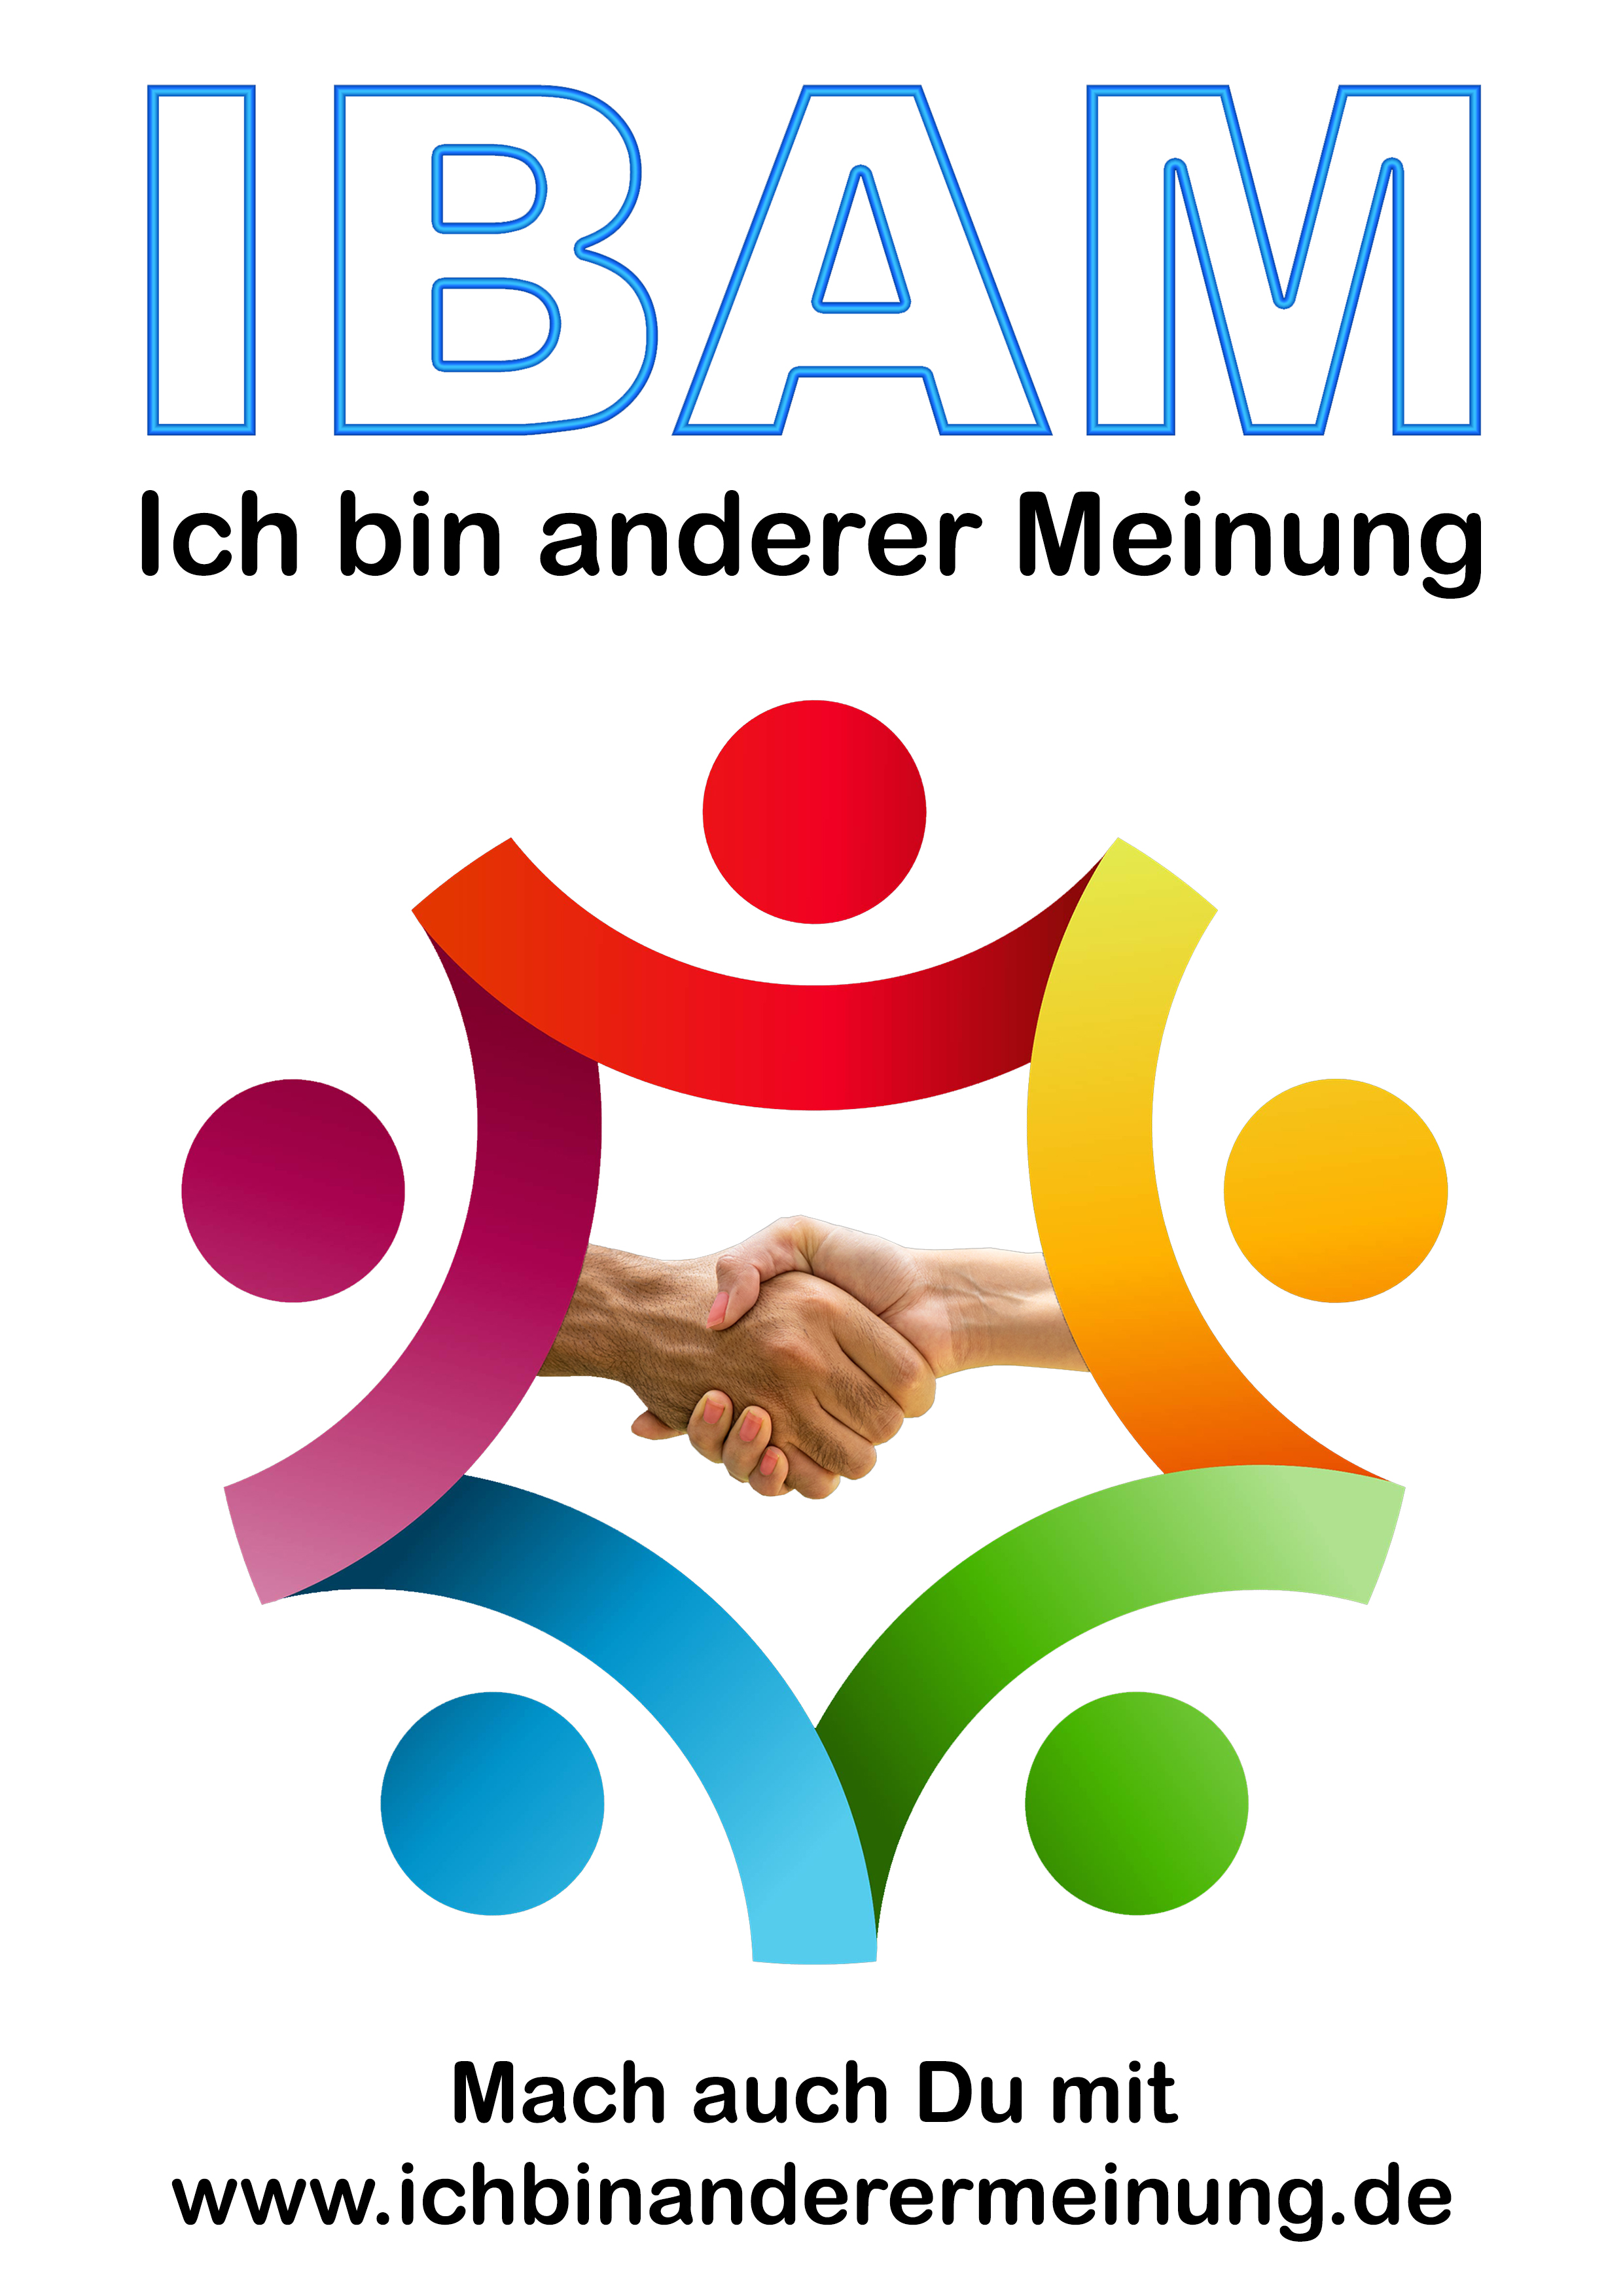 IBAM
Ich bin anderer Meinung
Mach auch Du mit
www.ichbinanderermeinung.de